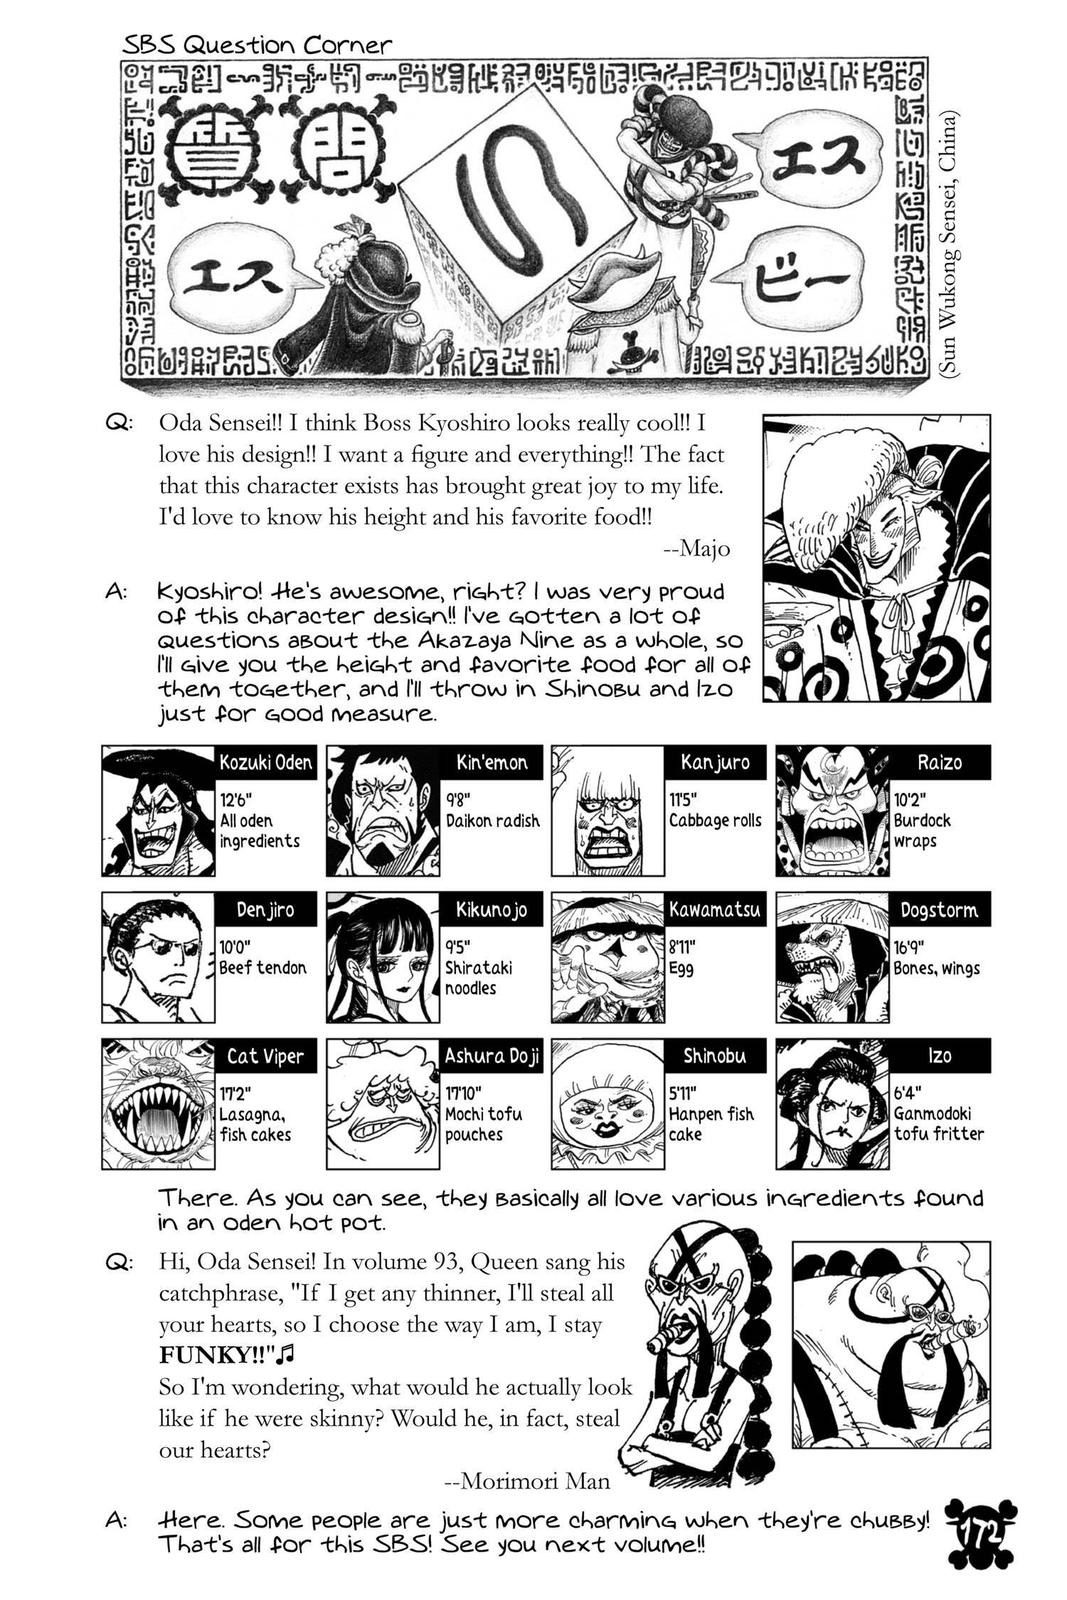 SBS Question Corner
質問
エス
エス
ビー
(Sun Wukong Sensei, China)
Q: Oda Sensei!! I think Boss Kyoshiro looks really cool!! I
love his design!! I want a figure and everything!! The fact
that this character exists has brought great joy to my life.
I'd love to know his height and his favorite food!!
--Majo
A: Kyoshiro! He's awesome, right? I was very proud
of this character design!! I've gotten a lot of
questions about the Akazaya Nine as a whole, so
I'll give you the height and favorite food for all of
them together, and I'll throw in Shinobu and Izo
just for good measure.
Kozuki Oden
12'6"
All oden
ingredients
Kin'emon
9'8"
Daikon radish
Kanjuro
11'5"
Cabbage rolls
Raizo
10'2"
Burdock
wraps
Denjiro
10'0"
Beef tendon
Kikunojo
9'5"
Shirataki
noodles
Kawamatsu
8'11"
Egg
Dogstorm
16'9"
Bones, wings
Cat Viper
17'2"
Lasagna,
fish cakes
Ashura Doji
17'10"
Mochi tofu
pouches
Shinobu
5'11"
Hanpen fish
cake
Izo
6'4"
Ganmodoki
tofu fritter
There. As you can see, they basically all love various ingredients found
in an oden hot pot.
Q: Hi, Oda Sensei! In volume 93, Queen sang his
catchphrase, "If I get any thinner, I'll steal all
your hearts, so I choose the way I am, I stay
FUNKY!!"♫
So I'm wondering, what would he actually look
like if he were skinny? Would he, in fact, steal
our hearts?
--Morimori Man
A: Here. Some people are just more charming when they're chubby!
That's all for this SBS! See you next volume!!
172